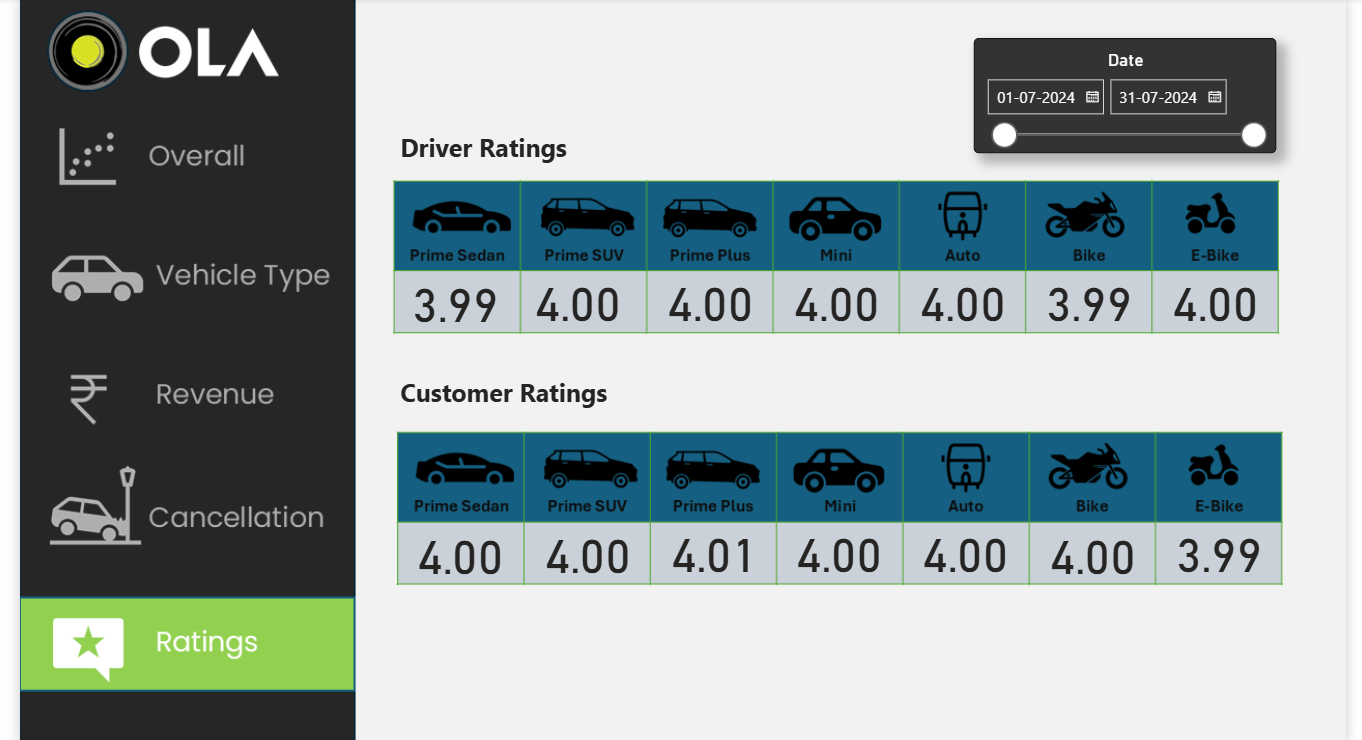 OLA
Overall
Vehicle Type
Revenue
Cancellation
Ratings
Date
01-07-2024 31-07-2024
Driver Ratings
Prime Sedan Prime SUV Prime Plus Mini Auto Bike E-Bike
3.99 4.00 4.00 4.00 4.00 3.99 4.00
Customer Ratings
Prime Sedan Prime SUV Prime Plus Mini Auto Bike E-Bike
4.00 4.00 4.01 4.00 4.00 4.00 3.99